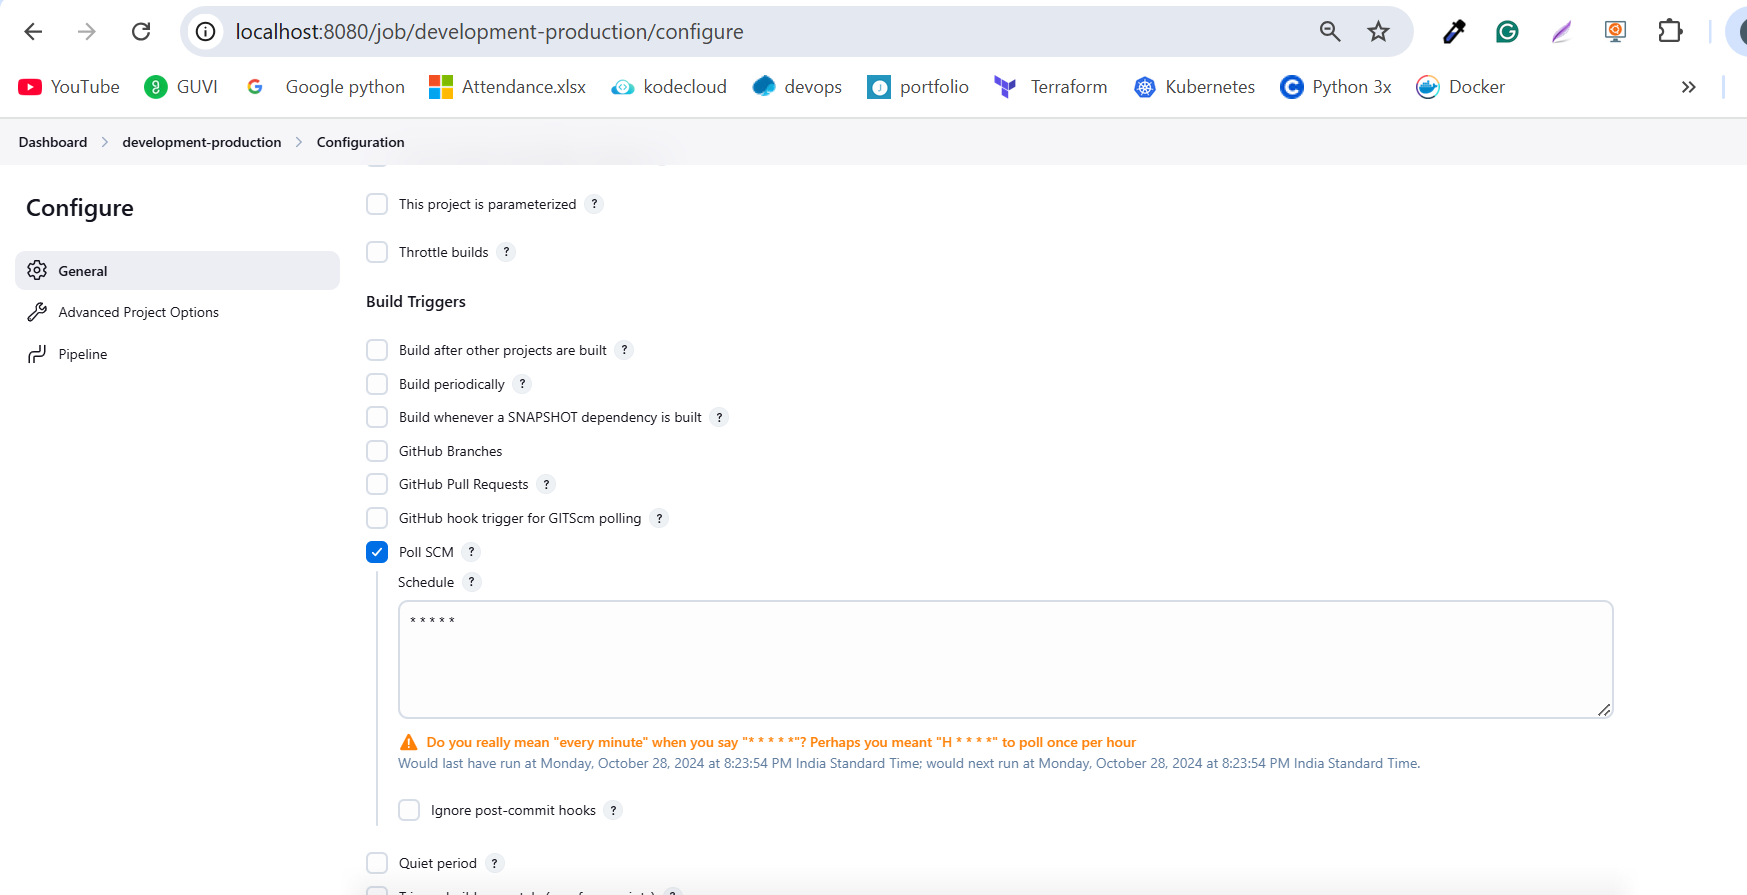 localhost:8080/job/development-production/configure
YouTube GUVI Google python Attendance.xlsx kodecloud devops portfolio Terraform Kubernetes Python 3x Docker
Dashboard development-production Configuration
Configure
General
Advanced Project Options
Pipeline
This project is parameterized ?
Throttle builds ?
Build Triggers
Build after other projects are built ?
Build periodically ?
Build whenever a SNAPSHOT dependency is built ?
GitHub Branches
GitHub Pull Requests ?
GitHub hook trigger for GITScm polling ?
Poll SCM ?
Schedule ?
* * * * *
Do you really mean "every minute" when you say "* * * * *"? Perhaps you meant "H * * * *" to poll once per hour
Would last have run at Monday, October 28, 2024 at 8:23:54 PM India Standard Time; would next run at Monday, October 28, 2024 at 8:23:54 PM India Standard Time.
Ignore post-commit hooks ?
Quiet period ?